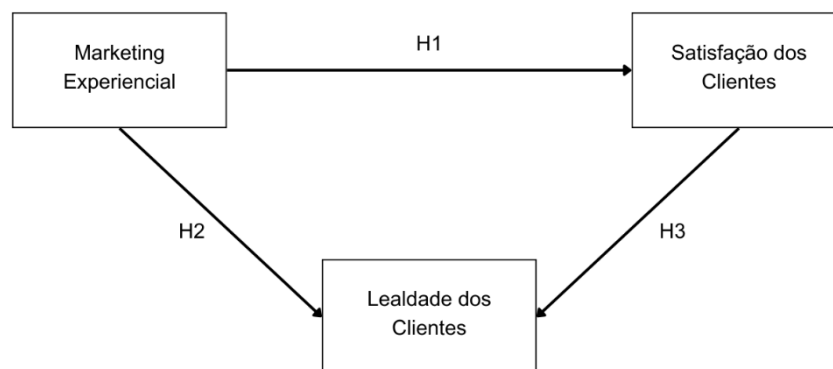 Marketing
Experiencial
H1
Satisfação dos
Clientes
H2
H3
Lealdade dos
Clientes